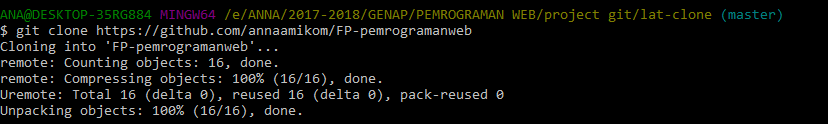 ANA@DESKTOP-35RG884 MINGW64 /e/ANNA/2017-2018/GENAP/PEMROGRAMAN WEB/project git/lat-clone (master)
$ git clone https://github.com/annaamikom/FP-pemrogramanweb
Cloning into 'FP-pemrogramanweb'...
remote: Counting objects: 16, done.
remote: Compressing objects: 100% (16/16), done.
Uremote: Total 16 (delta 0), reused 16 (delta 0), pack-reused 0
Unpacking objects: 100% (16/16), done.